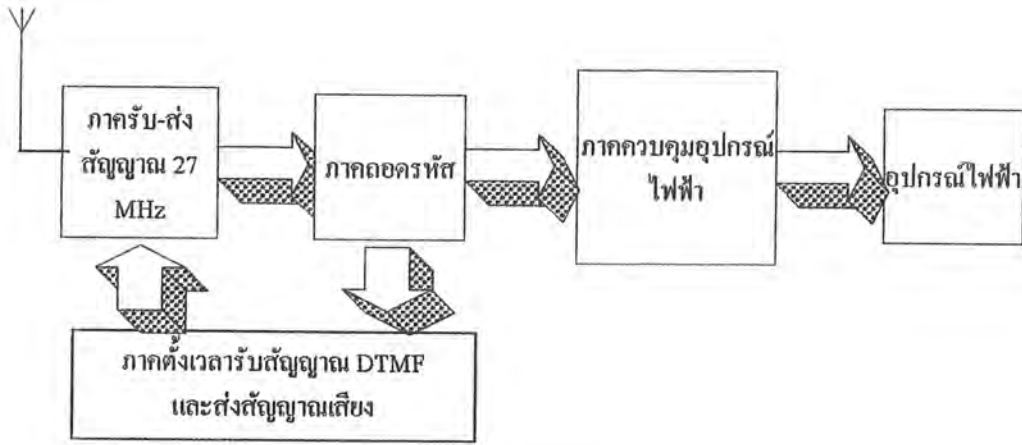 ภาครับ-ส่ง
สัญญาณ 27
MHz
ภาคถอดรหัส
ภาคควบคุมอุปกรณ์
ไฟฟ้า
อุปกรณ์ไฟฟ้า
ภาคตั้งเวลารับสัญญาณ DTMF
และส่งสัญญาณเสียง